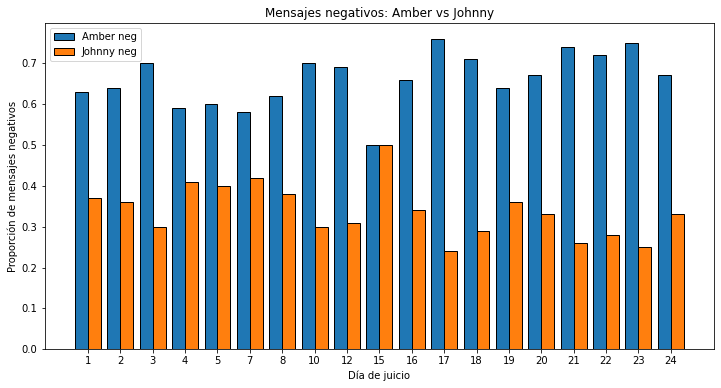 Mensajes negativos: Amber vs Johnny
Amber neg
Johnny neg
Proporción de mensajes negativos
0.7
0.6
0.5
0.4
0.3
0.2
0.1
0.0
1 2 3 4 5 7 8 10 12 15 16 17 18 19 20 21 22 23 24
Día de juicio